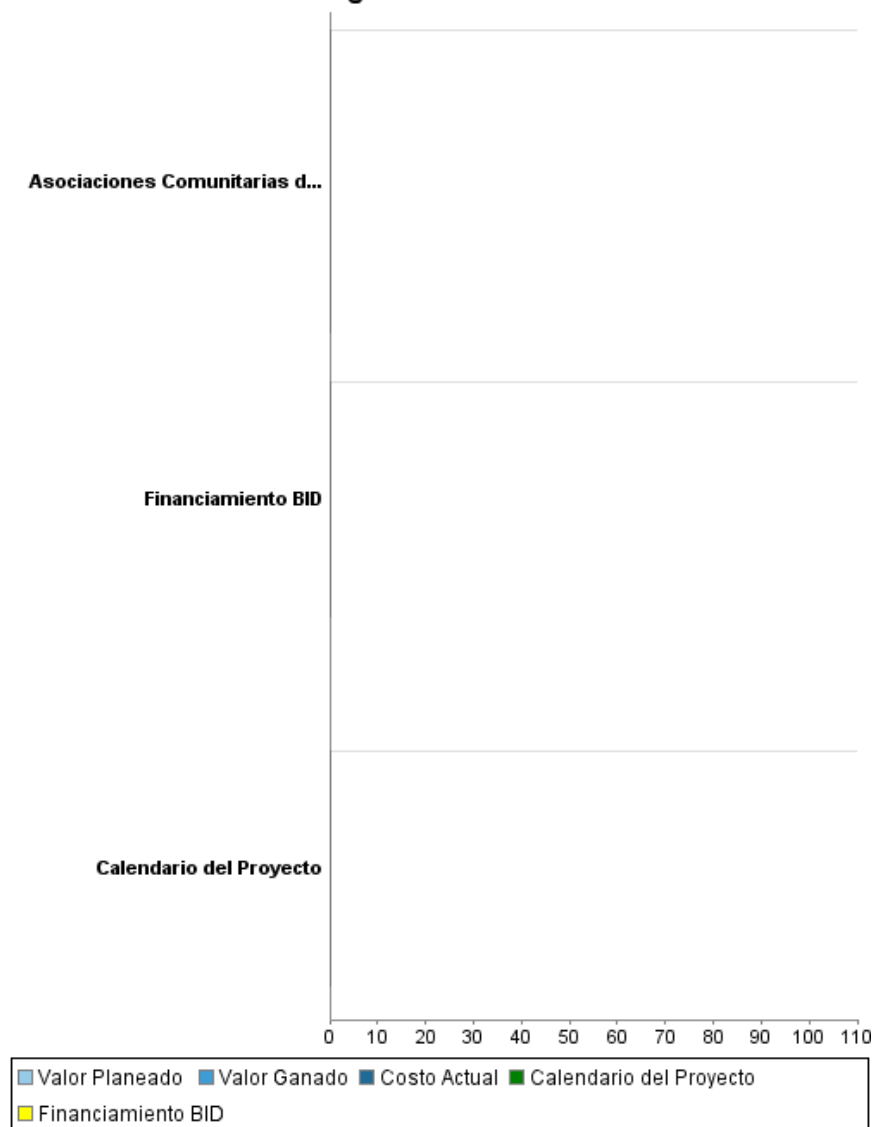 Asociaciones Comunitarias d...
Financiamiento BID
Calendario del Proyecto
0 10 20 30 40 50 60 70 80 90 100 110
Valor Planeado Valor Ganado Costo Actual Calendario del Proyecto
Financiamiento BID